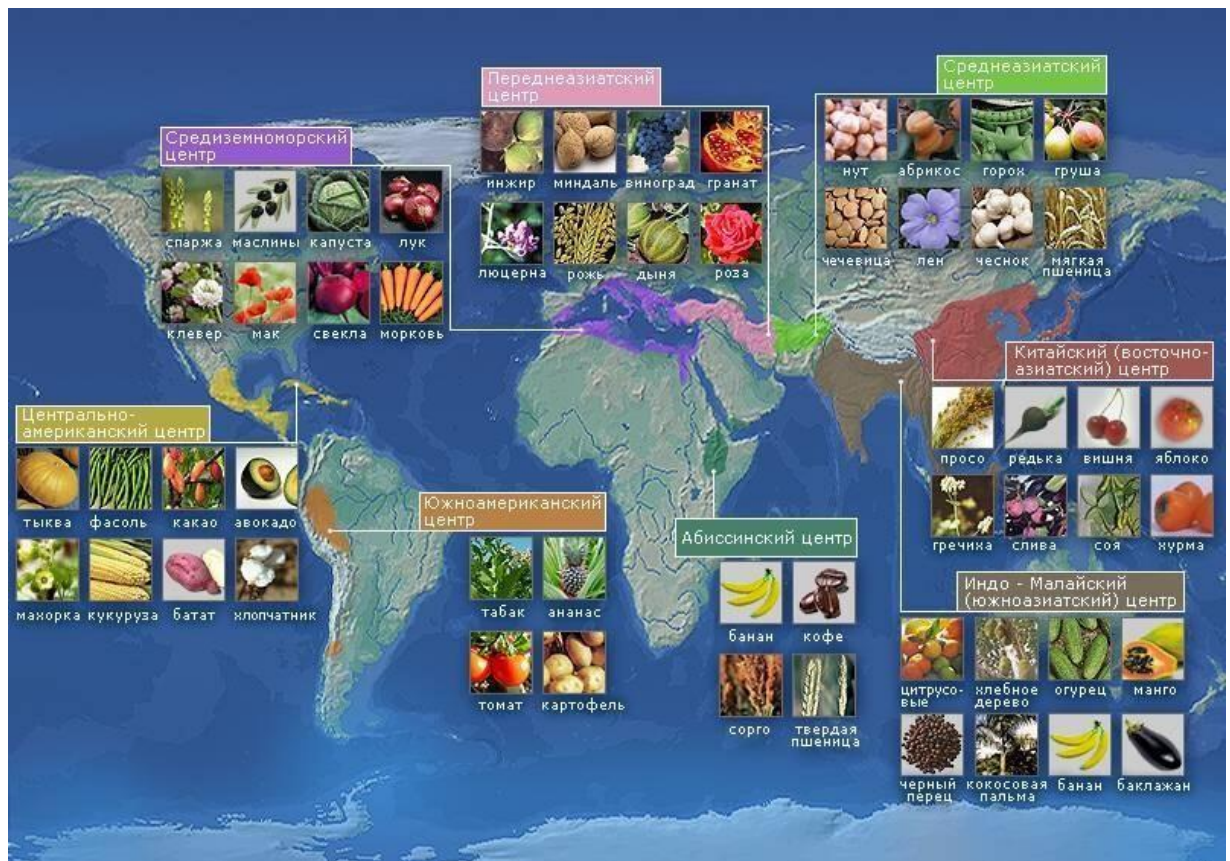 Переднеазиатский
центр
инжир миндаль виноград гранат
люцерна рожь дыня роза
Среднеазиатский
центр
нут абрикос горох груша
чечевица лен чеснок мягкая
пшеница
Средиземноморский
центр
спаржа маслины капуста лук
клевер мак свекла морковь
Китайский (восточно-
азиатский) центр
просо редька вишня яблоко
гречиха слива соя хурма
Центрально-
американский центр
тыква фасоль какао авокадо
махорка кукуруза батат хлопчатник
Южноамериканский
центр
табак ананас
томат картофель
Абиссинский центр
банан кофе
сорго твердая
пшеница
Индо - Малайский
(южноазиатский) центр
цитрусо-
вые
хлебное
дерево
огурец манго
черный
перец
кокосовая
пальма
банан баклажан